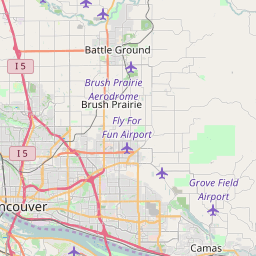 Battle Ground
I 5
Brush Prairie
Aerodrome
Brush Prairie
Fly For
Fun Airport
I 5
Grove Field
Airport
ncouver
Camas